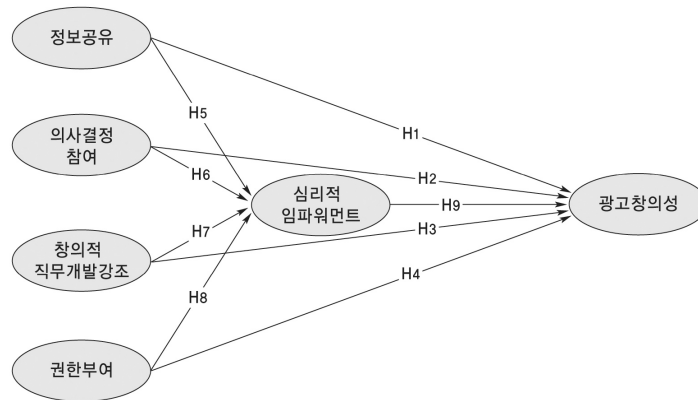 정보공유
H5
H1
의사결정
참여
H6
H2
심리적
임파워먼트
H9
광고창의성
H7
H3
창의적
직무개발강조
H8
H4
권한부여